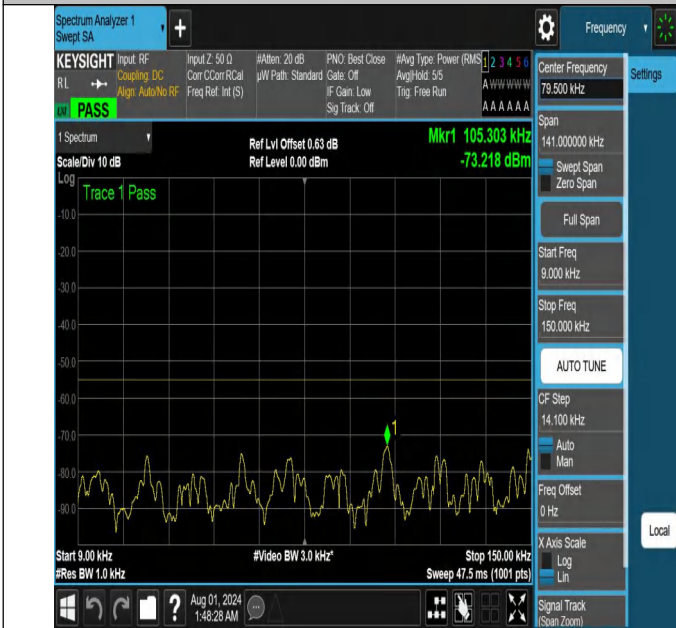 Spectrum Analyzer 1
Swept SA
+
Frequency
KEYSIGHT
RL
PASS
Input: RF
Coupling: DC
Align: Auto/No RF
Input Z: 50 Ω
Corr CCorr RCal
Freq Ref: Int (S)
#Atten: 20 dB
µW Path: Standard
PNO: Best Close
Gate: Off
IF Gain: Low
Sig Track: Off
#Avg Type: Power (RMS
Avg|Hold: 5/5
Trig: Free Run
1 2 3 4 5 6
A W W W W W
A A A A A A
1 Spectrum
Scale/Div 10 dB
Log
Ref Lvl Offset 0.63 dB
Ref Level 0.00 dBm
Mkr1 105.303 kHz
-73.218 dBm
Trace 1 Pass
-10.0
-20.0
-30.0
-40.0
-50.0
-60.0
-70.0
-80.0
-90.0
1
Start 9.00 kHz
#Res BW 1.0 kHz
#Video BW 3.0 kHz*
Stop 150.00 kHz
Sweep 47.5 ms (1001 pts)
Center Frequency
79.500 kHz
Settings
Span
141.000000 kHz
Swept Span
Zero Span
Full Span
Start Freq
9.000 kHz
Stop Freq
150.000 kHz
AUTO TUNE
CF Step
14.100 kHz
Auto
Man
Freq Offset
0 Hz
X Axis Scale
Log
Lin
Local
Signal Track
(Span Zoom)
?
Aug 01, 2024
1:48:28 AM